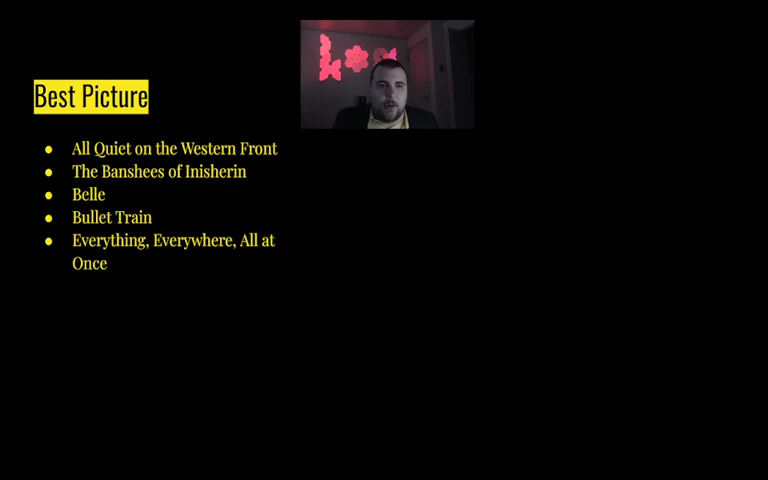 Best Picture
● All Quiet on the Western Front
● The Banshees of Inisherin
● Belle
● Bullet Train
● Everything, Everywhere, All at
Once